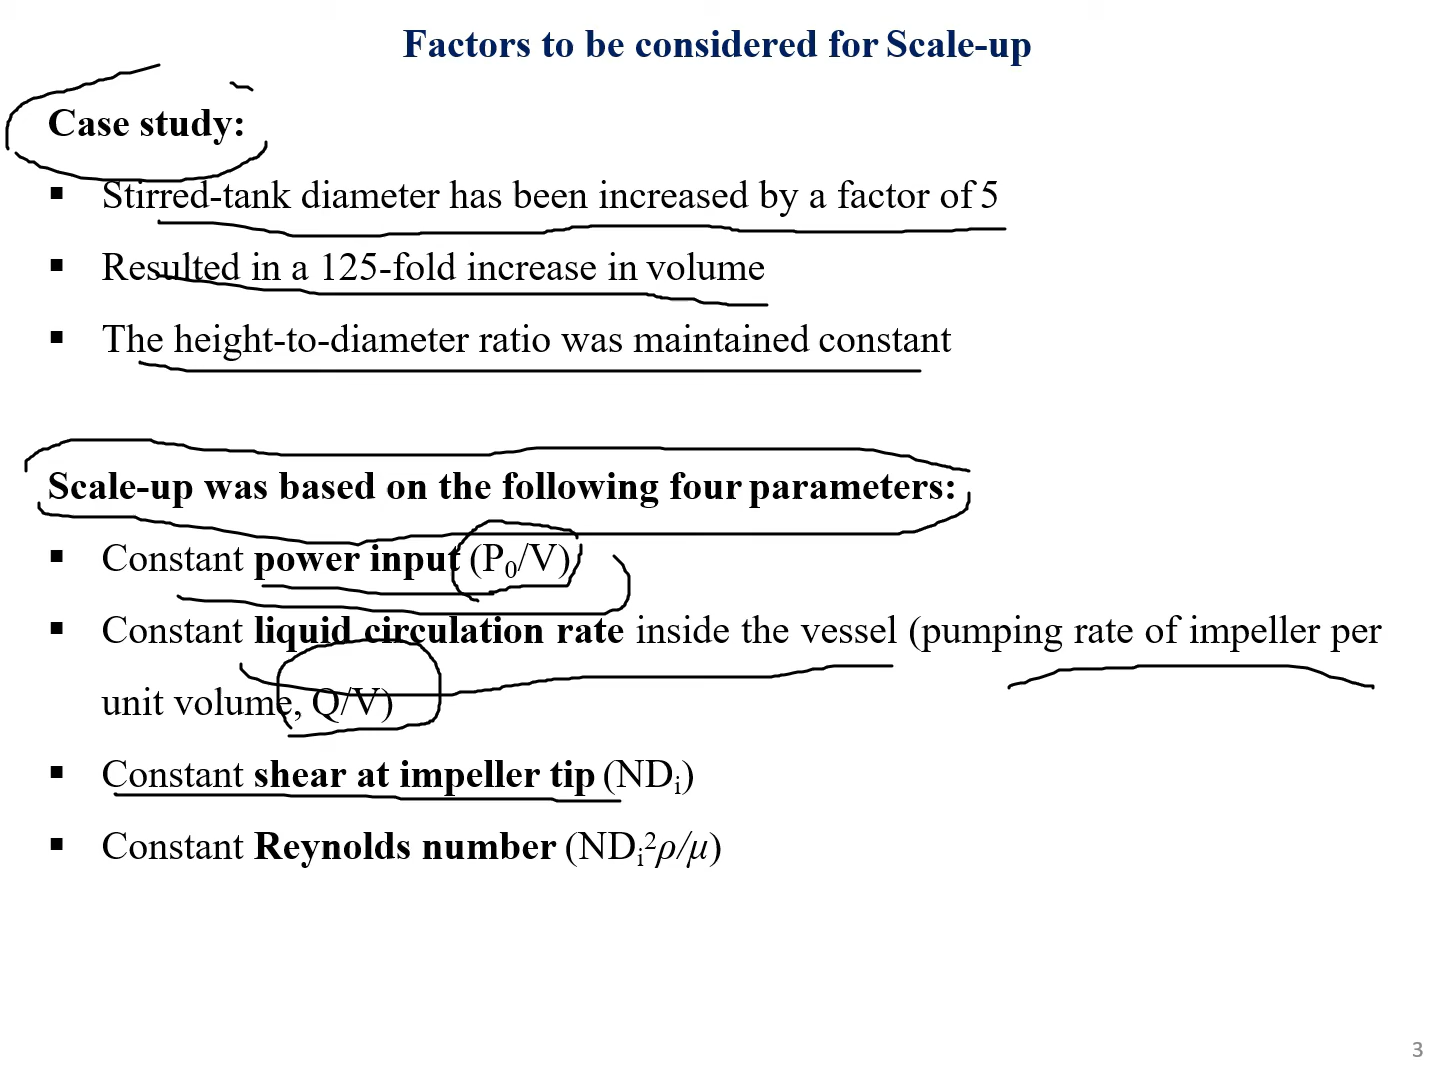 Factors to be considered for Scale-up
Case study:
▪ Stirred-tank diameter has been increased by a factor of 5
▪ Resulted in a 125-fold increase in volume
▪ The height-to-diameter ratio was maintained constant
Scale-up was based on the following four parameters:
▪ Constant power input (P₀/V)
▪ Constant liquid circulation rate inside the vessel (pumping rate of impeller per
unit volume, Q/V)
▪ Constant shear at impeller tip (NDᵢ)
▪ Constant Reynolds number (NDᵢ²ρ/μ)
3